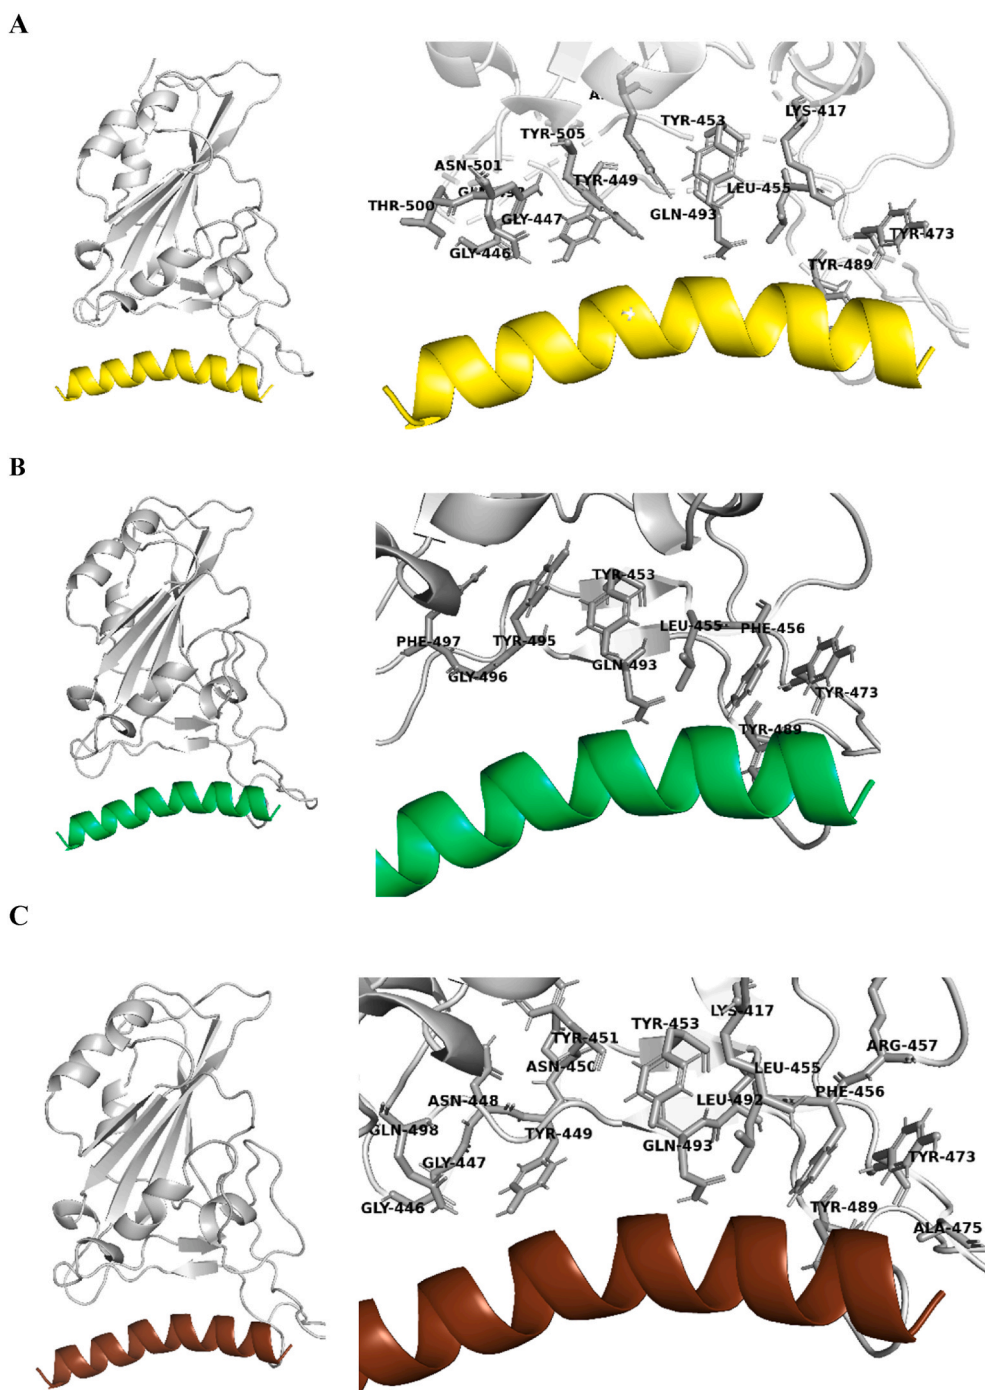 A
LYS-417
TYR-453
TYR-505
ASN-501
TYR-449
LEU-455
THR-500
GLY-447
GLN-493
TYR-473
GLY-446
TYR-489
B
TYR-453
LEU-455
PHE-456
PHE-497
TYR-495
GLN-493
GLY-496
TYR-473
TYR-489
C
LYS-417
TYR-451
TYR-453
ARG-457
ASN-450
LEU-455
PHE-456
ASN-448
LEU-492
GLN-498
TYR-449
GLN-493
GLY-447
TYR-473
GLY-446
TYR-489
ALA-475